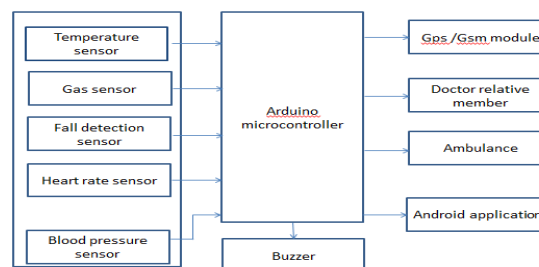 Temperature
sensor
Gas sensor
Fall detection
sensor
Heart rate sensor
Blood pressure
sensor
Arduino
microcontroller
Buzzer
Gps /Gsm module
Doctor relative
member
Ambulance
Android application